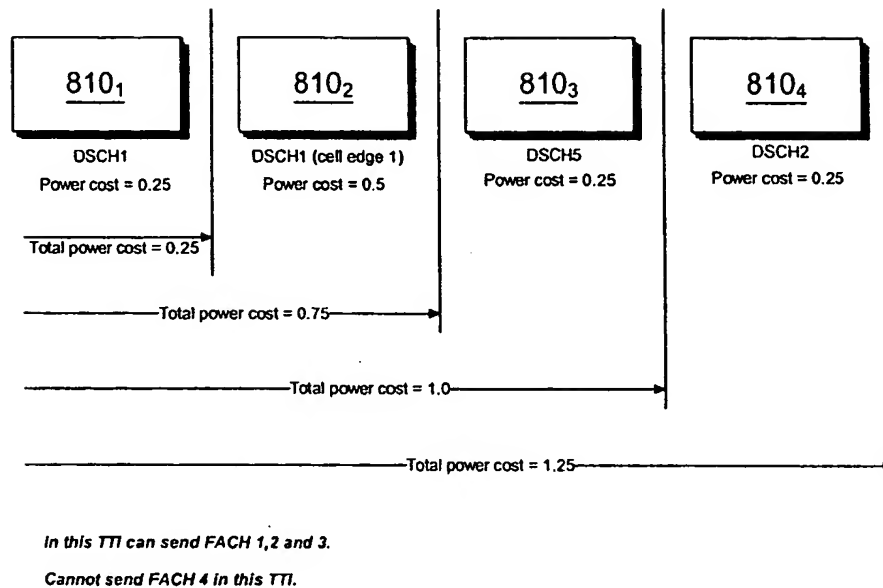 810₁ 810₂ 810₃ 810₄
DSCH1 DSCH1 (cell edge 1) DSCH5 DSCH2
Power cost = 0.25 Power cost = 0.5 Power cost = 0.25 Power cost = 0.25
Total power cost = 0.25
Total power cost = 0.75
Total power cost = 1.0
Total power cost = 1.25
In this TTI can send FACH 1,2 and 3.
Cannot send FACH 4 in this TTI.